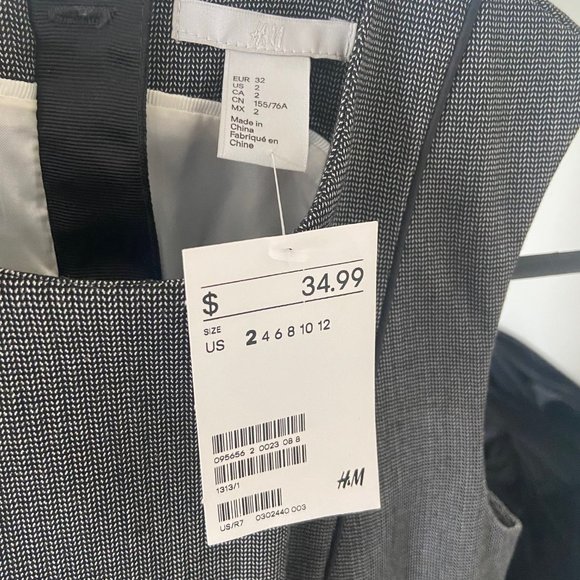 H&M
EUR 32
US 2
CA 2
CN 155/76A
MX 2
Made in
China
Fabriqué en
Chine
$ 34.99
SIZE
US 2 4 6 8 10 12
095656 2 0023 08 8
1313/1
H&M
US/R7 0302440 003